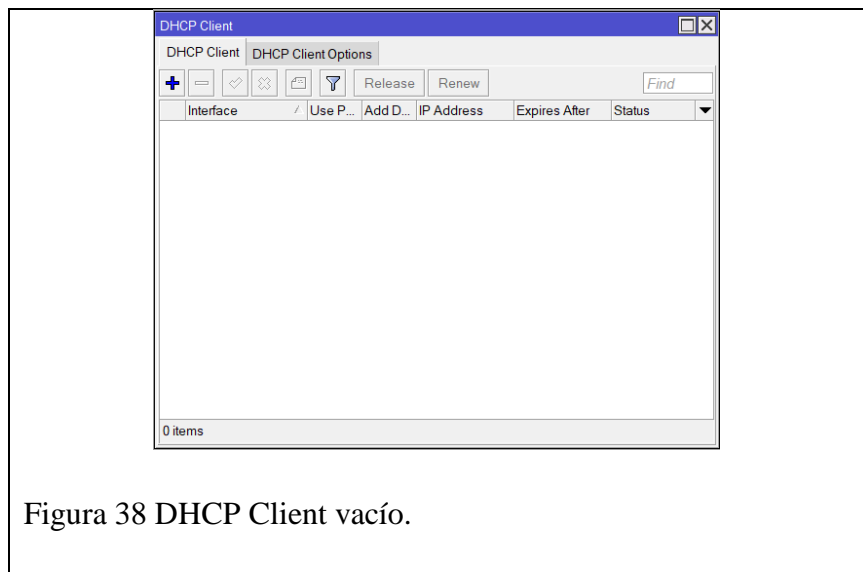 DHCP Client
DHCP Client DHCP Client Options
Release Renew Find
Interface Use P... Add D... IP Address Expires After Status
0 items
Figura 38 DHCP Client vacío.